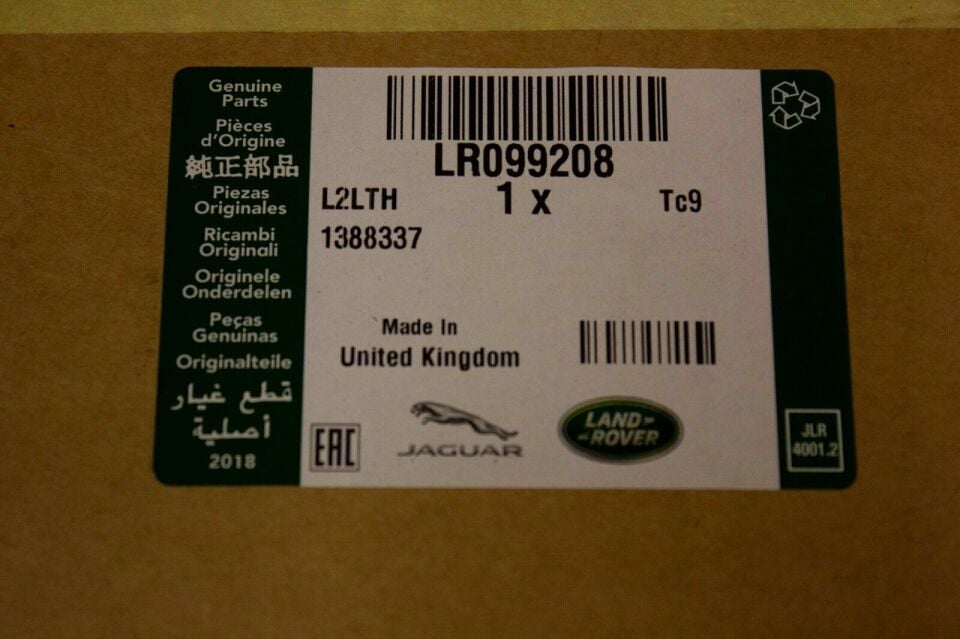 Genuine
Parts
Pièces
d'Origine
純正部品
Piezas
Originales
Ricambi
Originali
Originele
Onderdelen
Peças
Genuinas
Originalteile
قطع غيار
أصلية
2018
LR099208
L2LTH 1 x Tc9
1388337
Made In
United Kingdom
EAC
JAGUAR
LAND-
-ROVER
JLR
4001.2